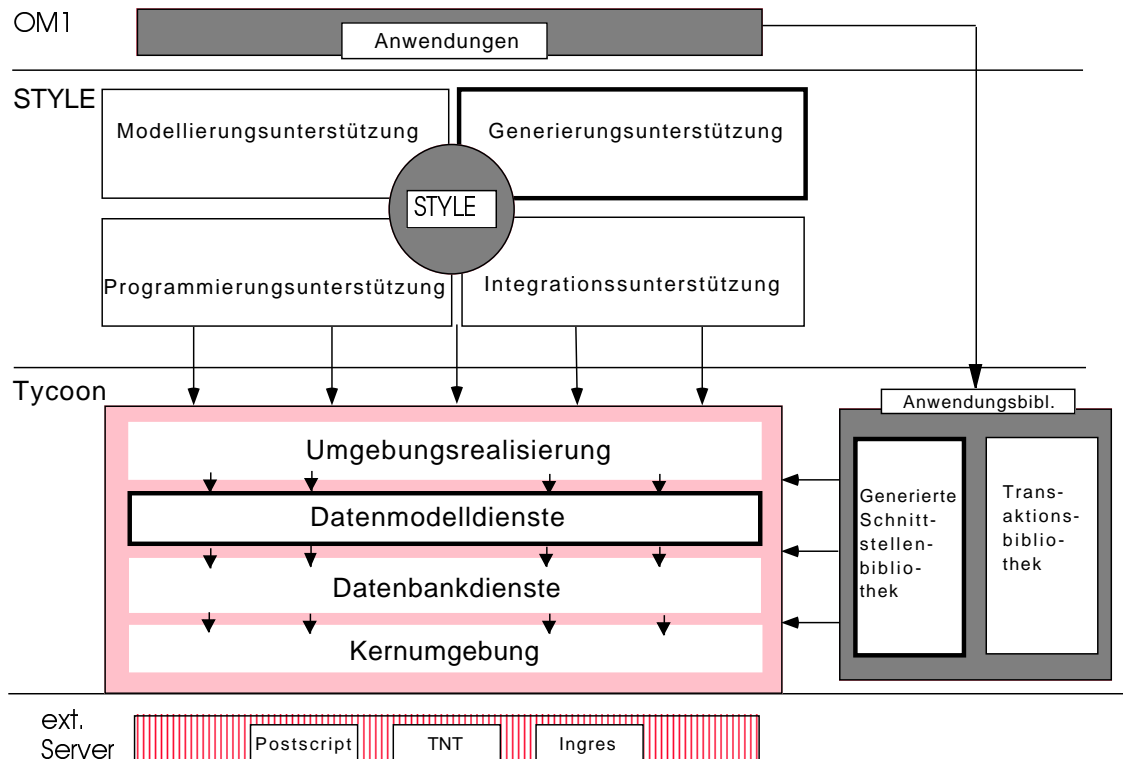 OM1
Anwendungen
STYLE
Modellierungsunterstützung
Generierungsunterstützung
STYLE
Programmierungsunterstützung
Integrationssunterstützung
Tycoon
Anwendungsbibl.
Umgebungsrealisierung
Datenmodelldienste
Datenbankdienste
Kernumgebung
Generierte
Schnitt-
stellen-
biblio-
thek
Trans-
aktions-
biblio-
thek
ext.
Server
Postscript
TNT
Ingres